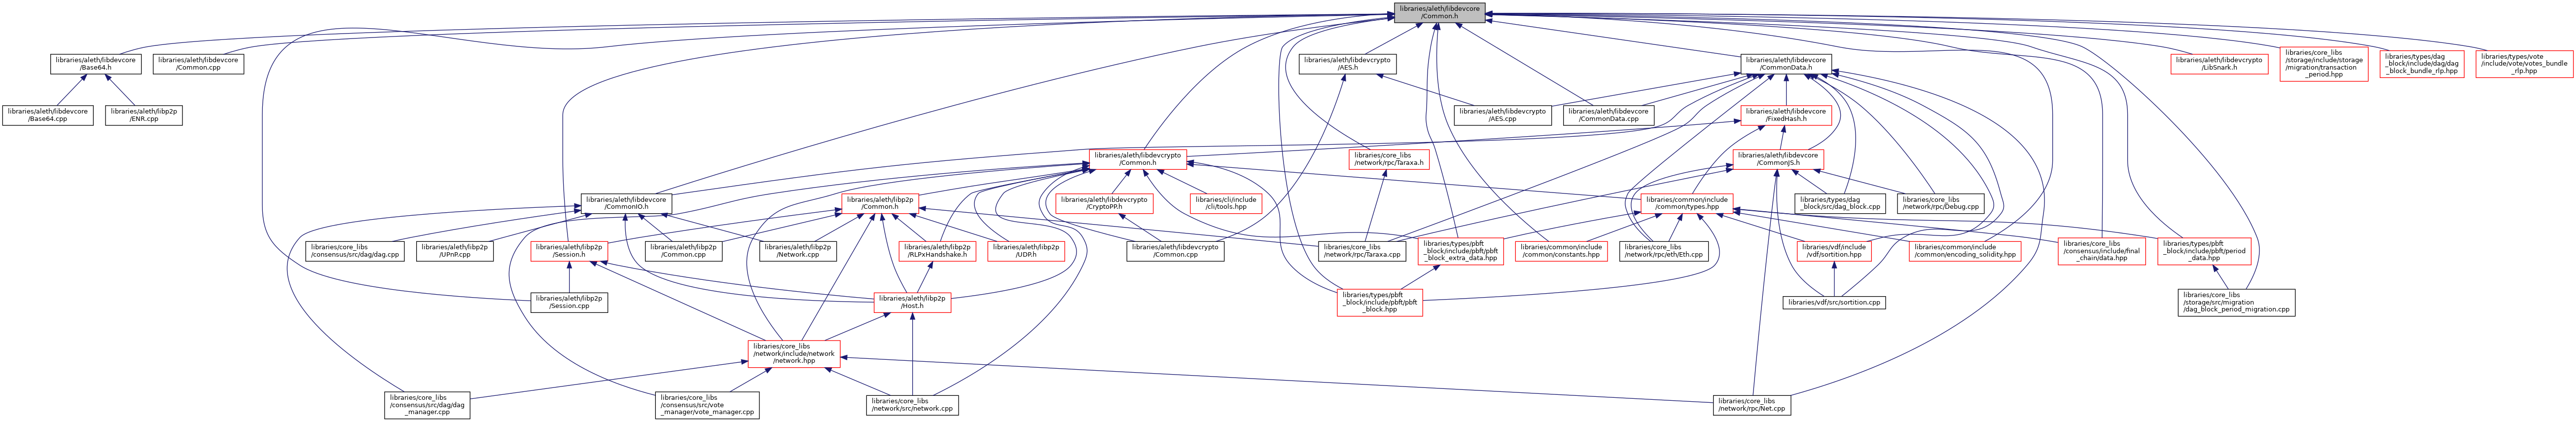 libraries/aleth/libdevcore
/Common.h
libraries/aleth/libdevcore
/Base64.h
libraries/aleth/libdevcore
/Common.cpp
libraries/aleth/libdevcrypto
/AES.h
libraries/aleth/libdevcore
/CommonData.h
libraries/aleth/libdevcrypto
/LibSnark.h
libraries/core_libs
/storage/include/storage
/migration/transaction
_period.hpp
libraries/types/dag
_block/include/dag/dag
_block_bundle_rlp.hpp
libraries/types/vote
/include/vote/votes_bundle
_rlp.hpp
libraries/aleth/libdevcore
/Base64.cpp
libraries/aleth/libp2p
/ENR.cpp
libraries/aleth/libdevcrypto
/AES.cpp
libraries/aleth/libdevcore
/CommonData.cpp
libraries/aleth/libdevcore
/FixedHash.h
libraries/aleth/libdevcrypto
/Common.h
libraries/core_libs
/network/rpc/Taraxa.h
libraries/aleth/libdevcore
/CommonJS.h
libraries/aleth/libdevcore
/CommonIO.h
libraries/aleth/libp2p
/Common.h
libraries/aleth/libdevcrypto
/CryptoPP.h
libraries/cli/include
/cli/tools.hpp
libraries/common/include
/common/types.hpp
libraries/types/dag
_block/src/dag_block.cpp
libraries/core_libs
/network/rpc/Debug.cpp
libraries/core_libs
/consensus/src/dag/dag.cpp
libraries/aleth/libp2p
/UPnP.cpp
libraries/aleth/libp2p
/Session.h
libraries/aleth/libp2p
/Common.cpp
libraries/aleth/libp2p
/Network.cpp
libraries/aleth/libp2p
/RLPxHandshake.h
libraries/aleth/libp2p
/UDP.h
libraries/aleth/libdevcrypto
/Common.cpp
libraries/core_libs
/network/rpc/Taraxa.cpp
libraries/types/pbft
_block/include/pbft/pbft
_block_extra_data.hpp
libraries/common/include
/common/constants.hpp
libraries/core_libs
/network/rpc/eth/Eth.cpp
libraries/vdf/include
/vdf/sortition.hpp
libraries/common/include
/common/encoding_solidity.hpp
libraries/core_libs
/consensus/include/final
_chain/data.hpp
libraries/types/pbft
_block/include/pbft/period
_data.hpp
libraries/aleth/libp2p
/Session.cpp
libraries/aleth/libp2p
/Host.h
libraries/types/pbft
_block/include/pbft/pbft
_block.hpp
libraries/vdf/src/sortition.cpp
libraries/core_libs
/storage/src/migration
/dag_block_period_migration.cpp
libraries/core_libs
/network/include/network
/network.hpp
libraries/core_libs
/consensus/src/dag/dag
_manager.cpp
libraries/core_libs
/consensus/src/vote
_manager/vote_manager.cpp
libraries/core_libs
/network/src/network.cpp
libraries/core_libs
/network/rpc/Net.cpp